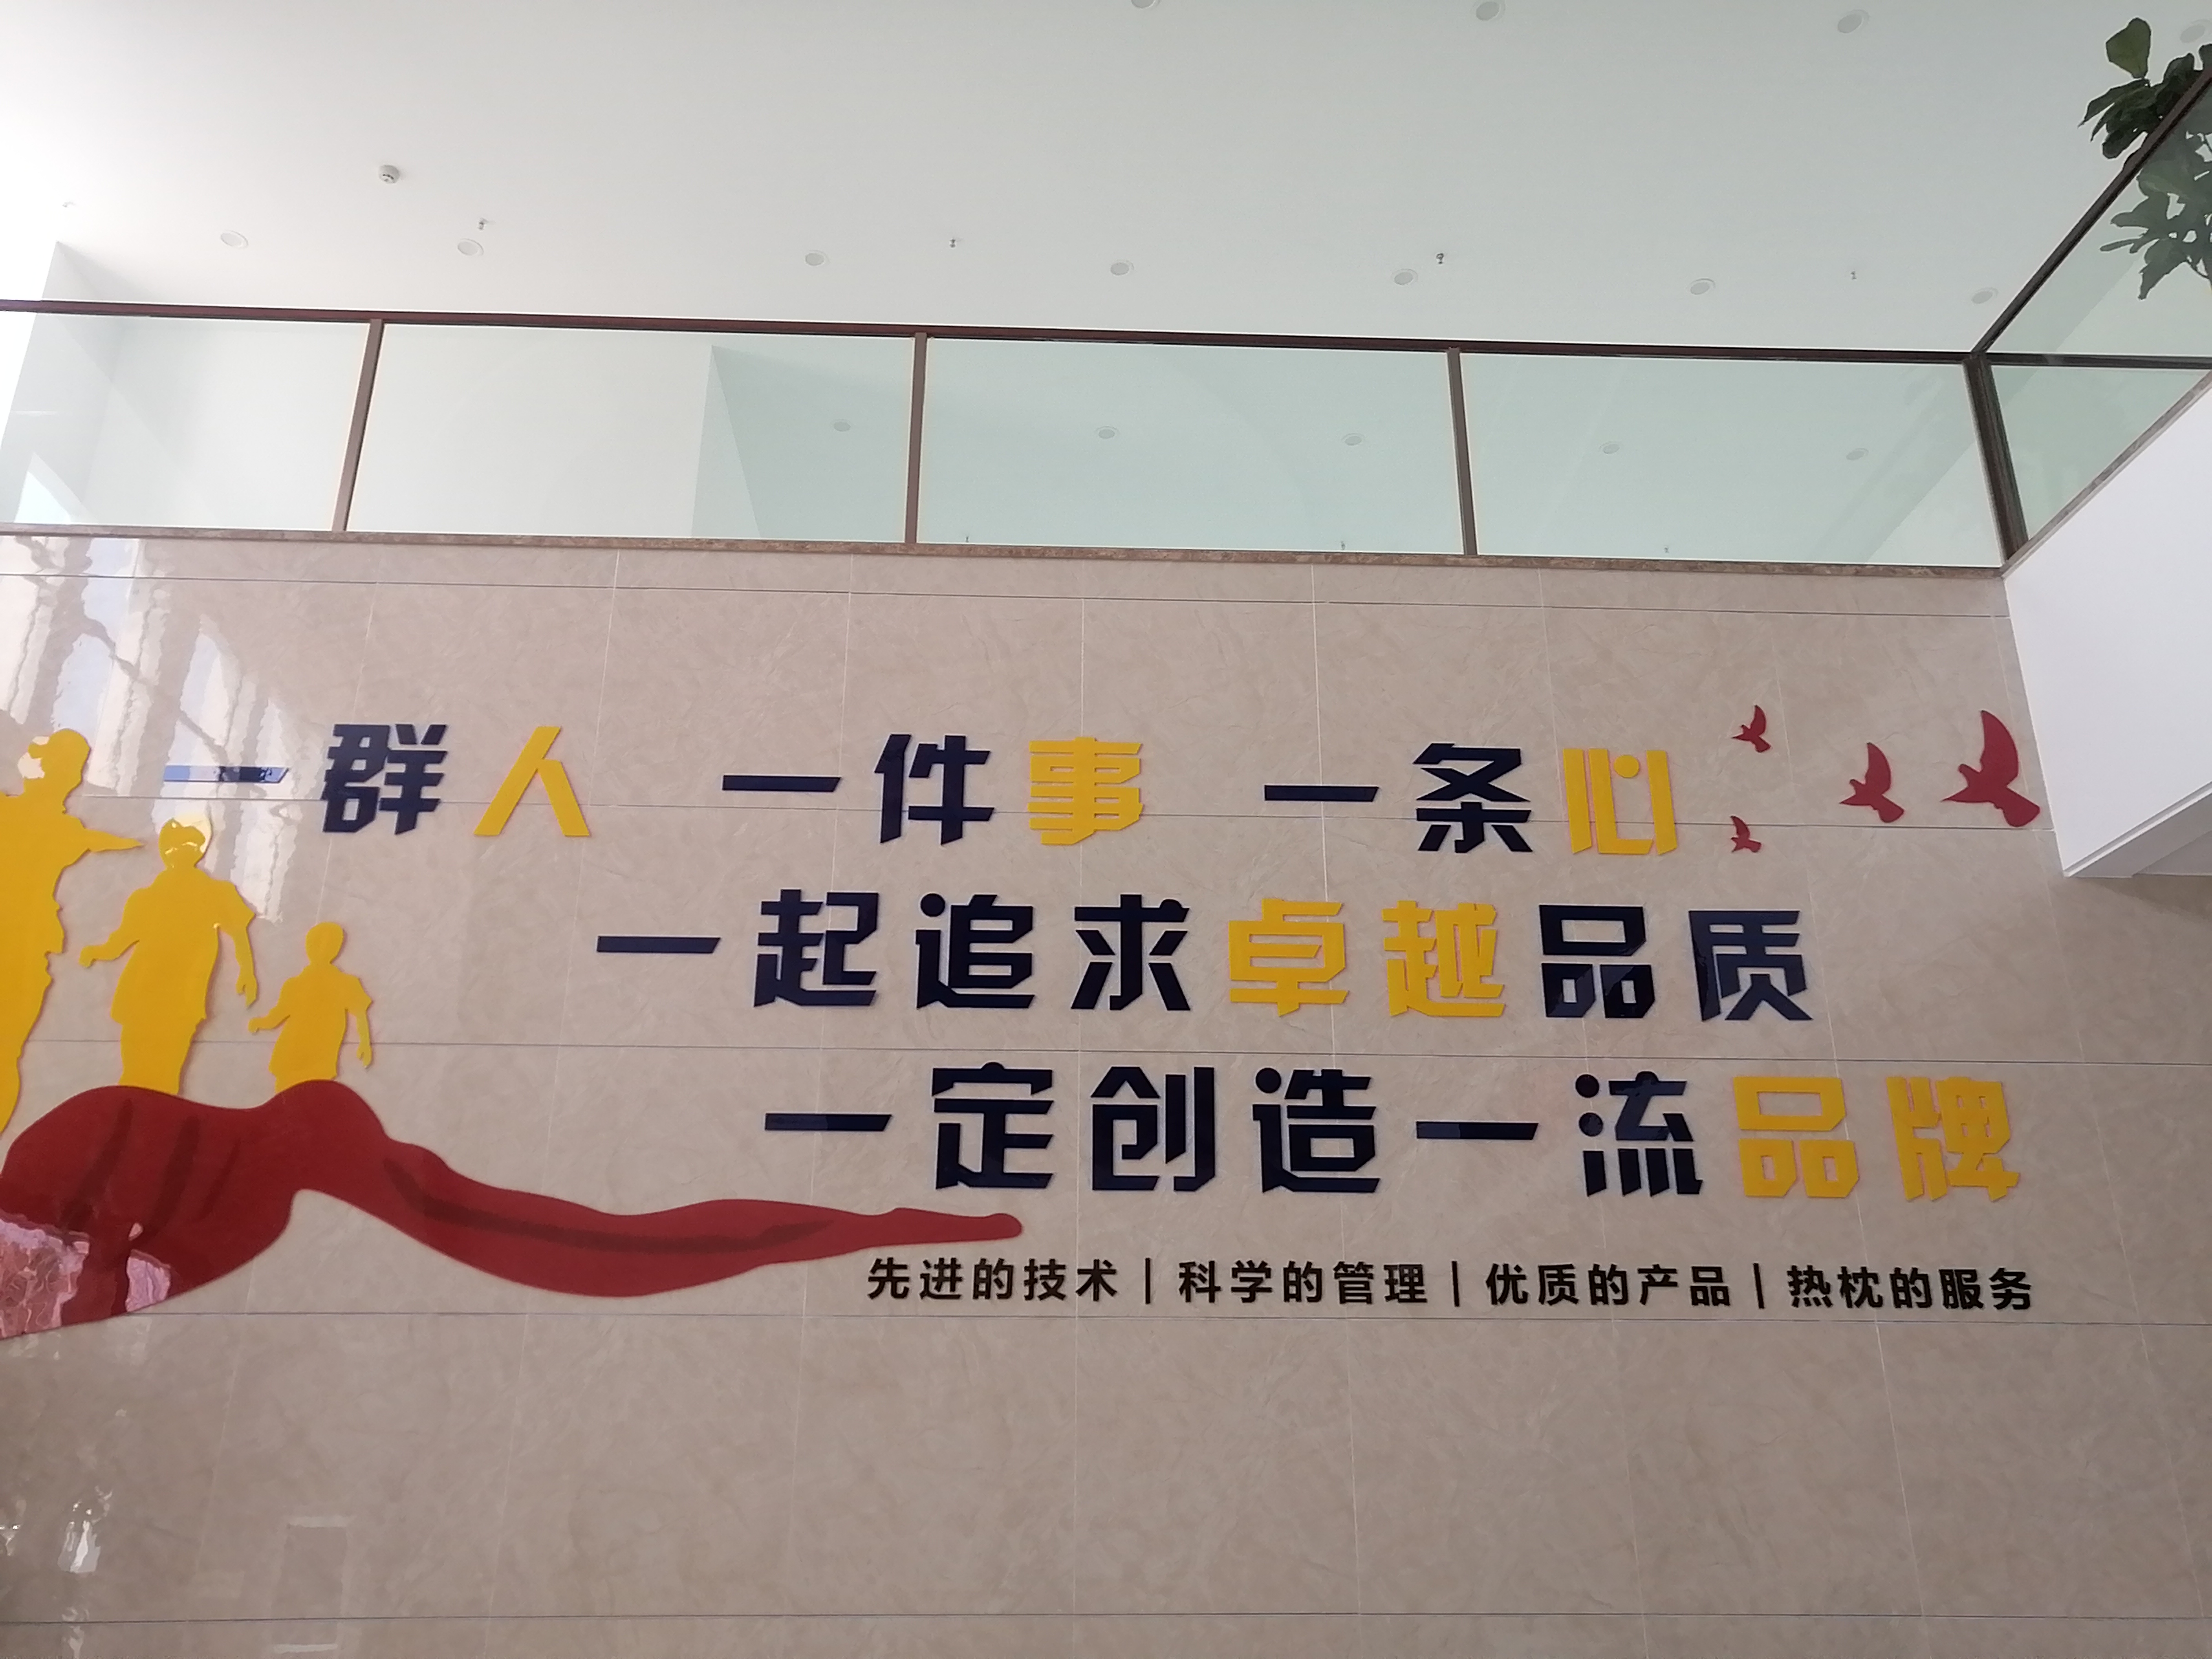 一群人 一件事 一条心
一起追求卓越品质
一定创造一流品牌
先进的技术|科学的管理|优质的产品|热枕的服务